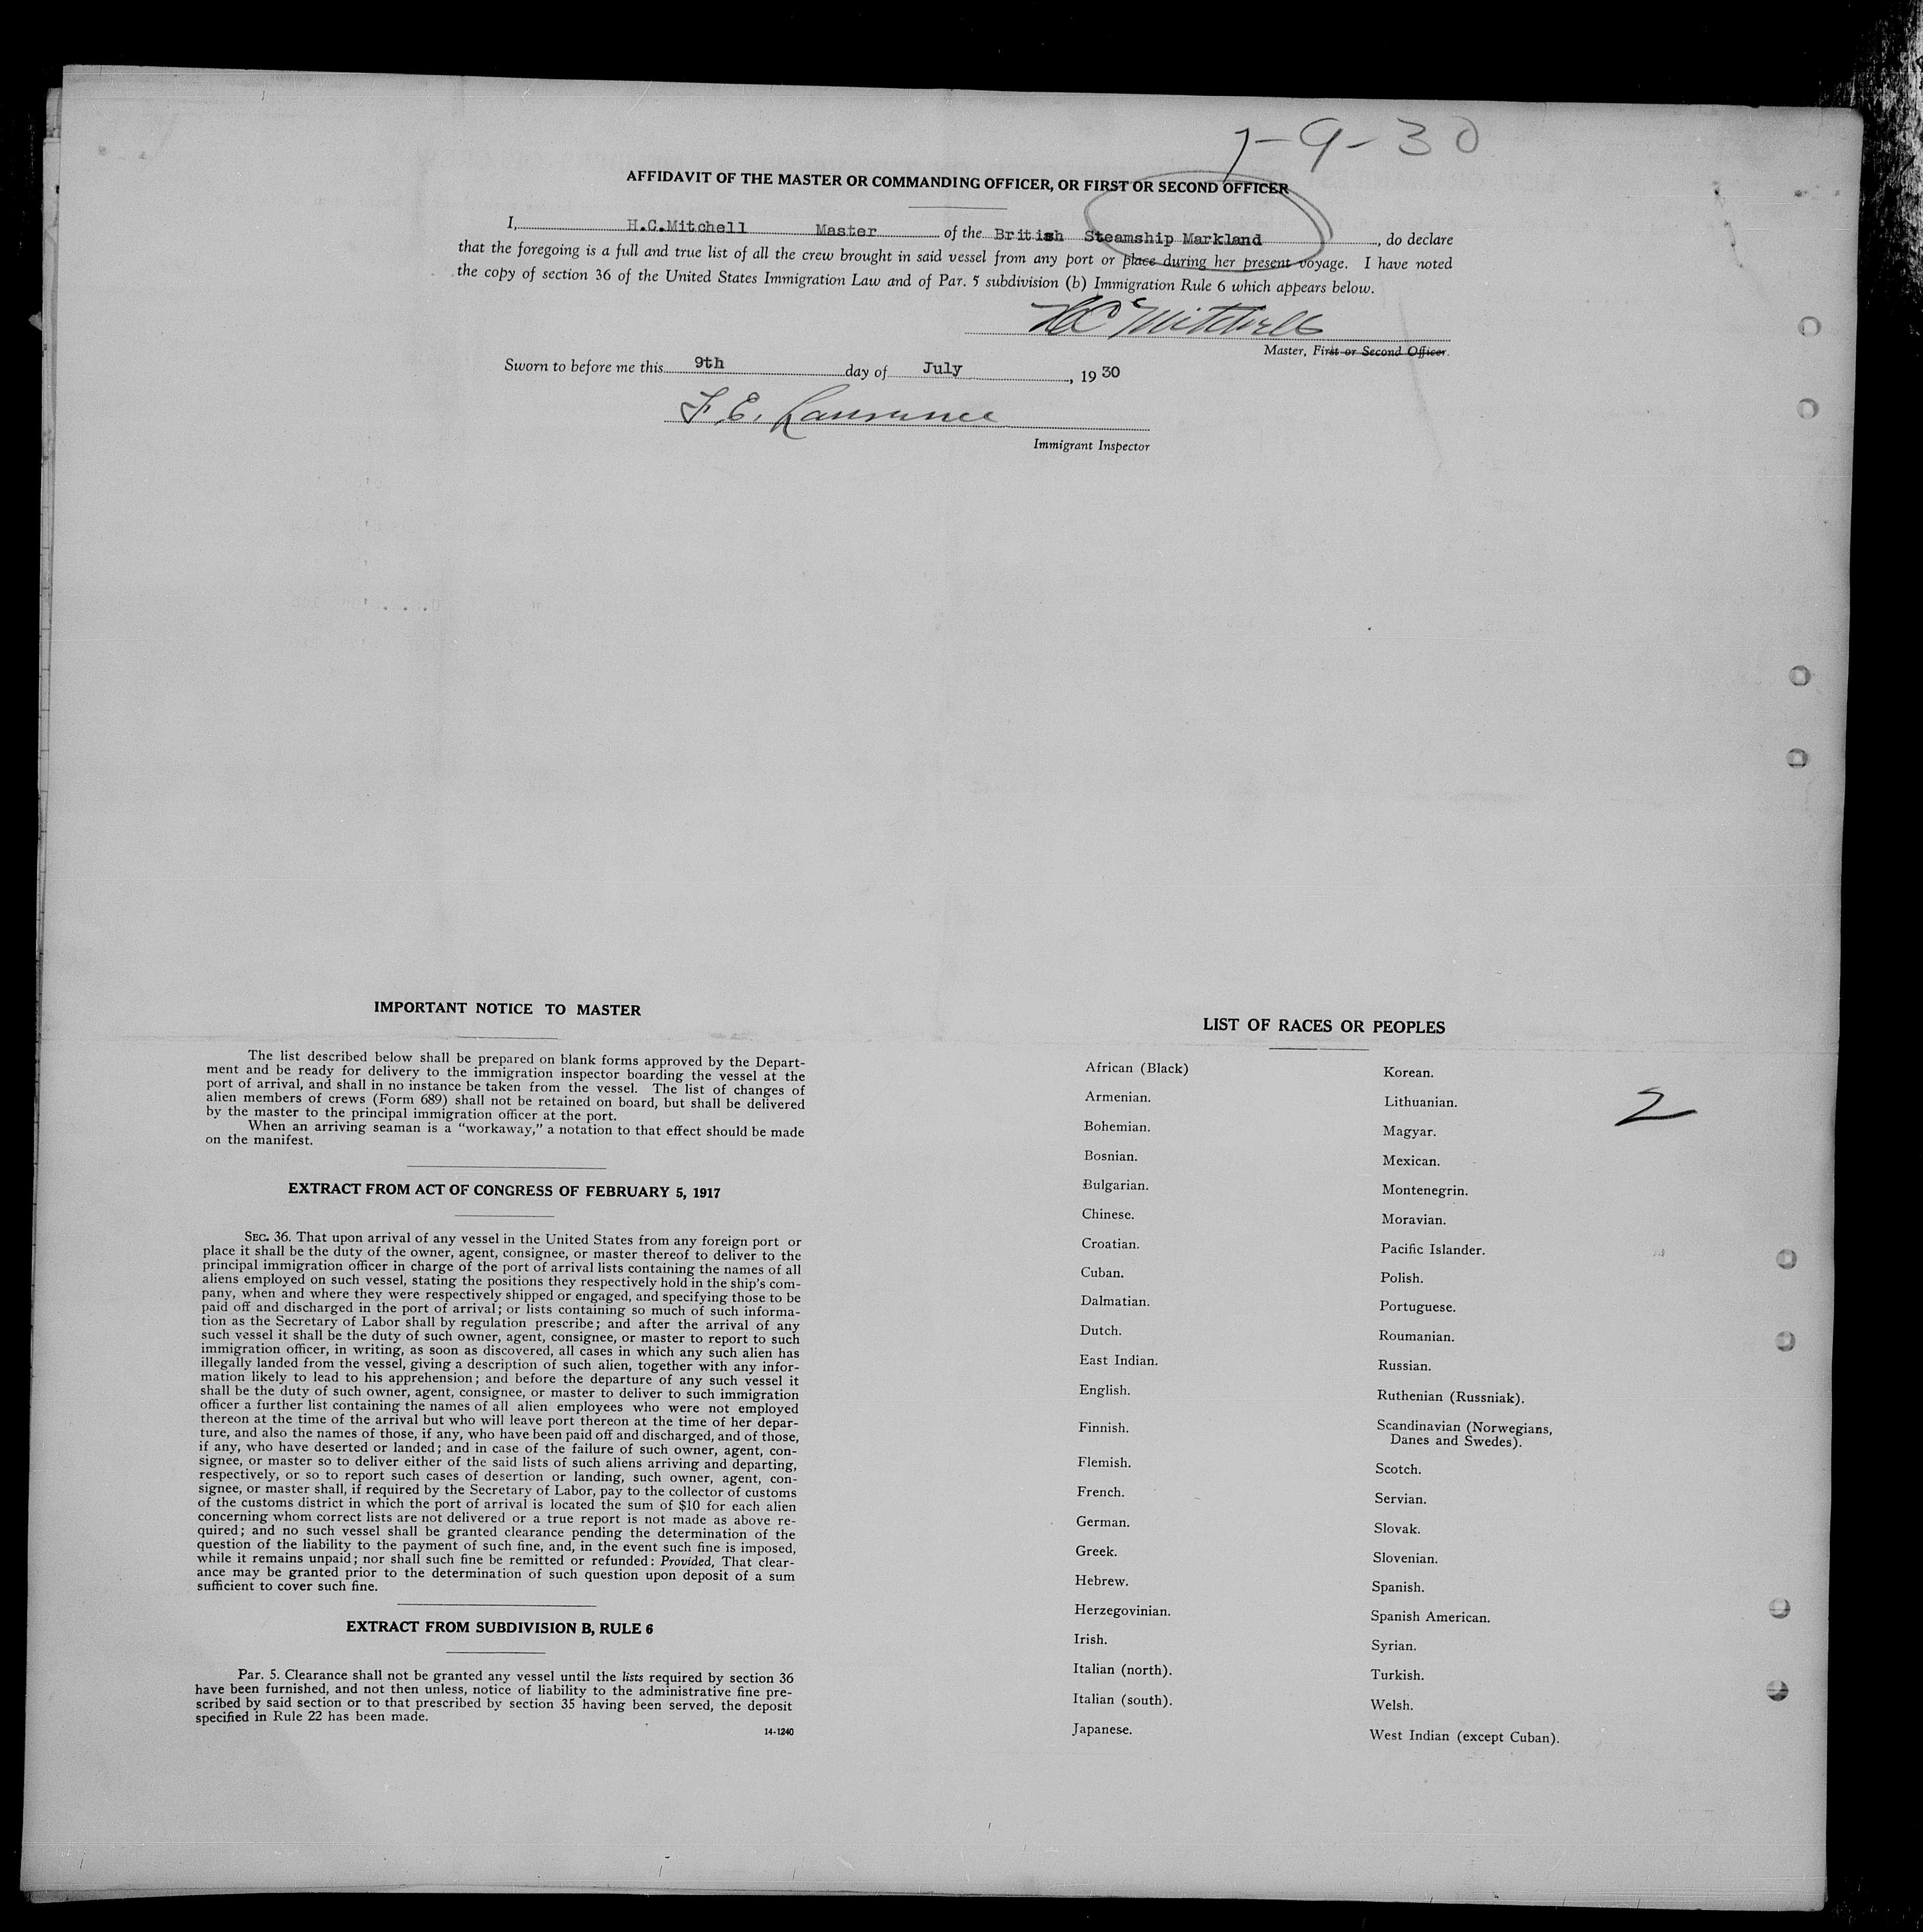 7-9-30
AFFIDAVIT OF THE MASTER OR COMMANDING OFFICER, OR FIRST OR SECOND OFFICER
I, H.C.Mitchell Master of the British Steamship Markland, do declare
that the foregoing is a full and true list of all the crew brought in said vessel from any port or place during her present voyage. I have noted
the copy of section 36 of the United States Immigration Law and of Par. 5 subdivision (b) Immigration Rule 6 which appears below.
HC Mitchell
Master, First or Second Officer.
Sworn to before me this 9th day of July, 19 30
F. E. Lawrence
Immigrant Inspector
IMPORTANT NOTICE TO MASTER
The list described below shall be prepared on blank forms approved by the Depart-
ment and be ready for delivery to the immigration inspector boarding the vessel at the
port of arrival, and shall in no instance be taken from the vessel. The list of changes of
alien members of crews (Form 689) shall not be retained on board, but shall be delivered
by the master to the principal immigration officer at the port.
When an arriving seaman is a "workaway," a notation to that effect should be made
on the manifest.
EXTRACT FROM ACT OF CONGRESS OF FEBRUARY 5, 1917
SEC. 36. That upon arrival of any vessel in the United States from any foreign port or
place it shall be the duty of the owner, agent, consignee, or master thereof to deliver to the
principal immigration officer in charge of the port of arrival lists containing the names of all
aliens employed on such vessel, stating the positions they respectively hold in the ship's com-
pany, when and where they were respectively shipped or engaged, and specifying those to be
paid off and discharged in the port of arrival; or lists containing so much of such informa-
tion as the Secretary of Labor shall by regulation prescribe; and after the arrival of any
such vessel it shall be the duty of such owner, agent, consignee, or master to report to such
immigration officer, in writing, as soon as discovered, all cases in which any such alien has
illegally landed from the vessel, giving a description of such alien, together with any infor-
mation likely to lead to his apprehension; and before the departure of any such vessel it
shall be the duty of such owner, agent, consignee, or master to deliver to such immigration
officer a further list containing the names of all alien employees who were not employed
thereon at the time of the arrival but who will leave port thereon at the time of her depar-
ture, and also the names of those, if any, who have been paid off and discharged, and of those,
if any, who have deserted or landed; and in case of the failure of such owner, agent, con-
signee, or master so to deliver either of the said lists of such aliens arriving and departing,
respectively, or so to report such cases of desertion or landing, such owner, agent, con-
signee, or master shall, if required by the Secretary of Labor, pay to the collector of customs
of the customs district in which the port of arrival is located the sum of $10 for each alien
concerning whom correct lists are not delivered or a true report is not made as above re-
quired; and no such vessel shall be granted clearance pending the determination of the
question of the liability to the payment of such fine, and, in the event such fine is imposed,
while it remains unpaid; nor shall such fine be remitted or refunded: Provided, That clear-
ance may be granted prior to the determination of such question upon deposit of a sum
sufficient to cover such fine.
EXTRACT FROM SUBDIVISION B, RULE 6
Par. 5. Clearance shall not be granted any vessel until the lists required by section 36
have been furnished, and not then unless, notice of liability to the administrative fine pre-
scribed by said section or to that prescribed by section 35 having been served, the deposit
specified in Rule 22 has been made.
14-1240
LIST OF RACES OR PEOPLES
African (Black)
Armenian.
Bohemian.
Bosnian.
Bulgarian.
Chinese.
Croatian.
Cuban.
Dalmatian.
Dutch.
East Indian.
English.
Finnish.
Flemish.
French.
German.
Greek.
Hebrew.
Herzegovinian.
Irish.
Italian (north).
Italian (south).
Japanese.
Korean.
Lithuanian.
Magyar.
Mexican.
Montenegrin.
Moravian.
Pacific Islander.
Polish.
Portuguese.
Roumanian.
Russian.
Ruthenian (Russniak).
Scandinavian (Norwegians,
Danes and Swedes).
Scotch.
Servian.
Slovak.
Slovenian.
Spanish.
Spanish American.
Syrian.
Turkish.
Welsh.
West Indian (except Cuban).
2